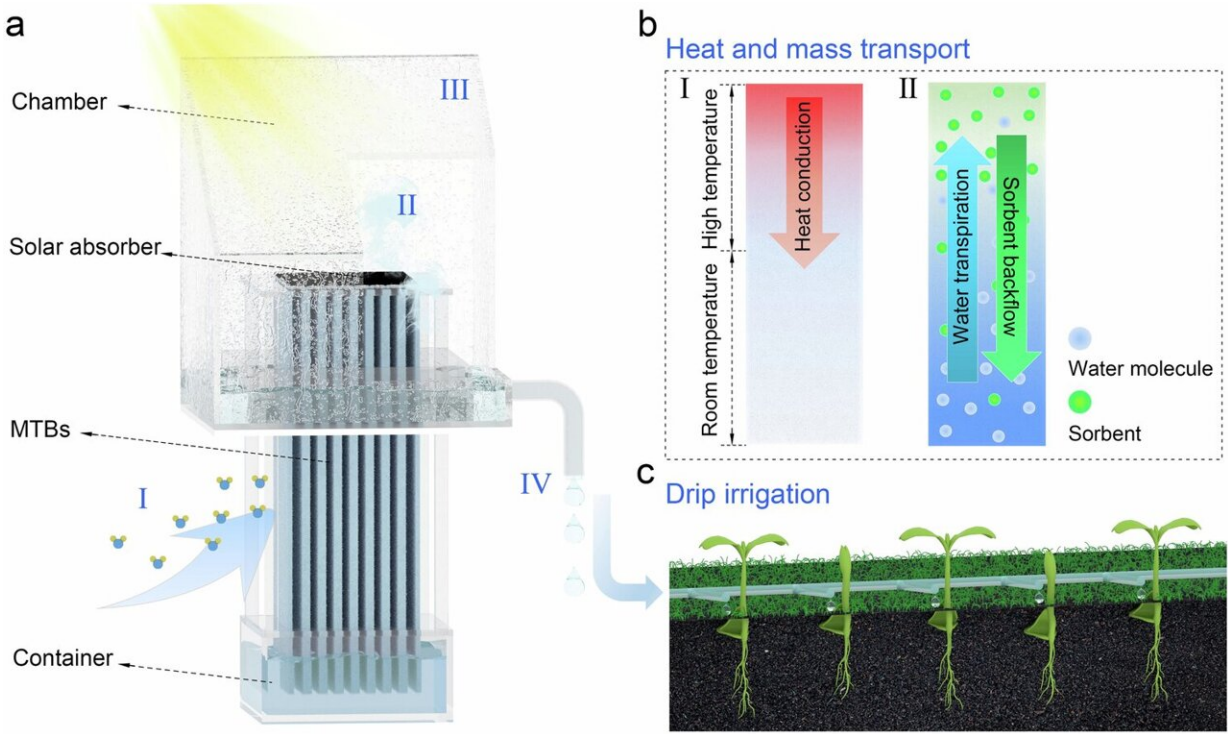 a
Chamber
Solar absorber
MTBs
Container
I
II
III
IV
b
Heat and mass transport
I
High temperature
Room temperature
Heat conduction
II
Water transpiration
Sorbent backflow
Water molecule
Sorbent
c
Drip irrigation